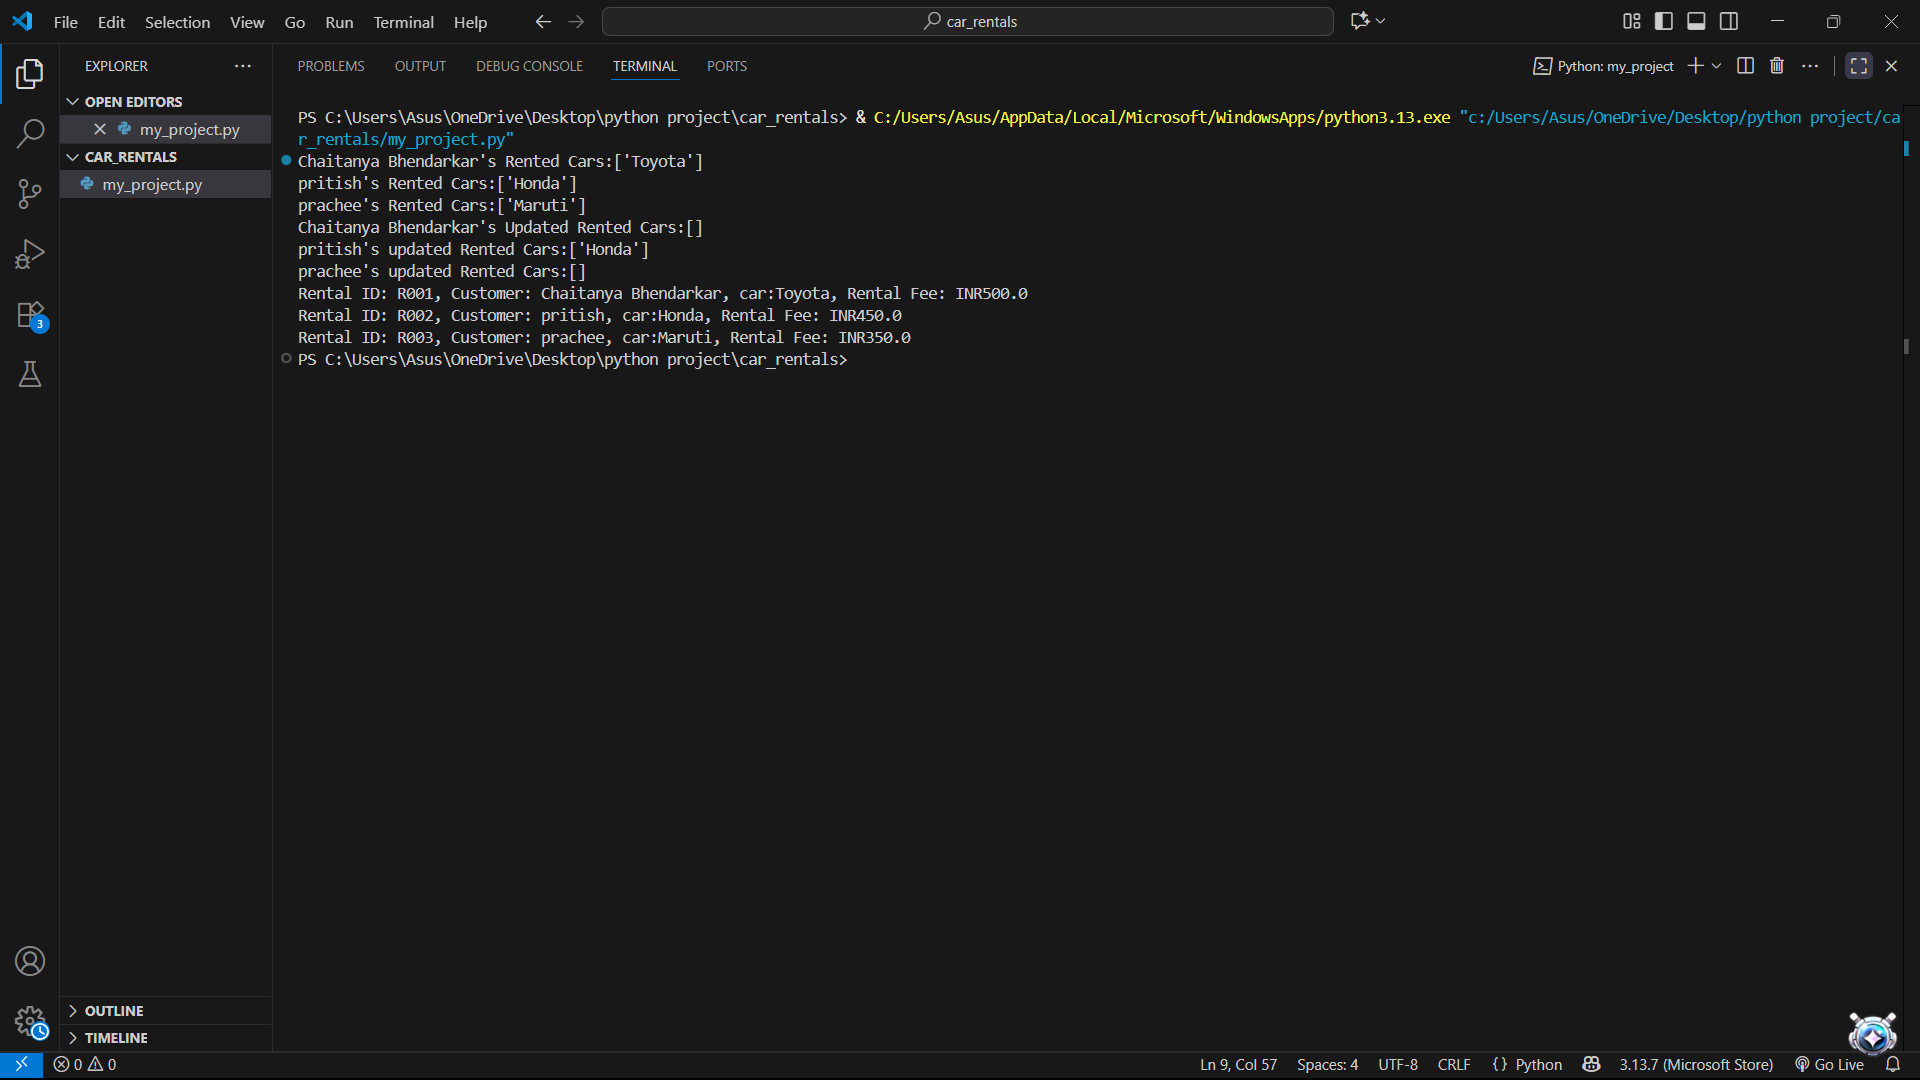 File Edit Selection View Go Run Terminal Help
car_rentals
EXPLORER
OPEN EDITORS
my_project.py
CAR_RENTALS
my_project.py
3
OUTLINE
TIMELINE
PROBLEMS OUTPUT DEBUG CONSOLE TERMINAL PORTS
Python: my_project
PS C:\Users\Asus\OneDrive\Desktop\python project\car_rentals> & C:/Users/Asus/AppData/Local/Microsoft/WindowsApps/python3.13.exe "c:/Users/Asus/OneDrive/Desktop/python project/ca
r_rentals/my_project.py"
Chaitanya Bhendarkar's Rented Cars:['Toyota']
pritish's Rented Cars:['Honda']
prachee's Rented Cars:['Maruti']
Chaitanya Bhendarkar's Updated Rented Cars:[]
pritish's updated Rented Cars:['Honda']
prachee's updated Rented Cars:[]
Rental ID: R001, Customer: Chaitanya Bhendarkar, car:Toyota, Rental Fee: INR500.0
Rental ID: R002, Customer: pritish, car:Honda, Rental Fee: INR450.0
Rental ID: R003, Customer: prachee, car:Maruti, Rental Fee: INR350.0
PS C:\Users\Asus\OneDrive\Desktop\python project\car_rentals>
0 0
Ln 9, Col 57 Spaces: 4 UTF-8 CRLF {} Python 3.13.7 (Microsoft Store) Go Live